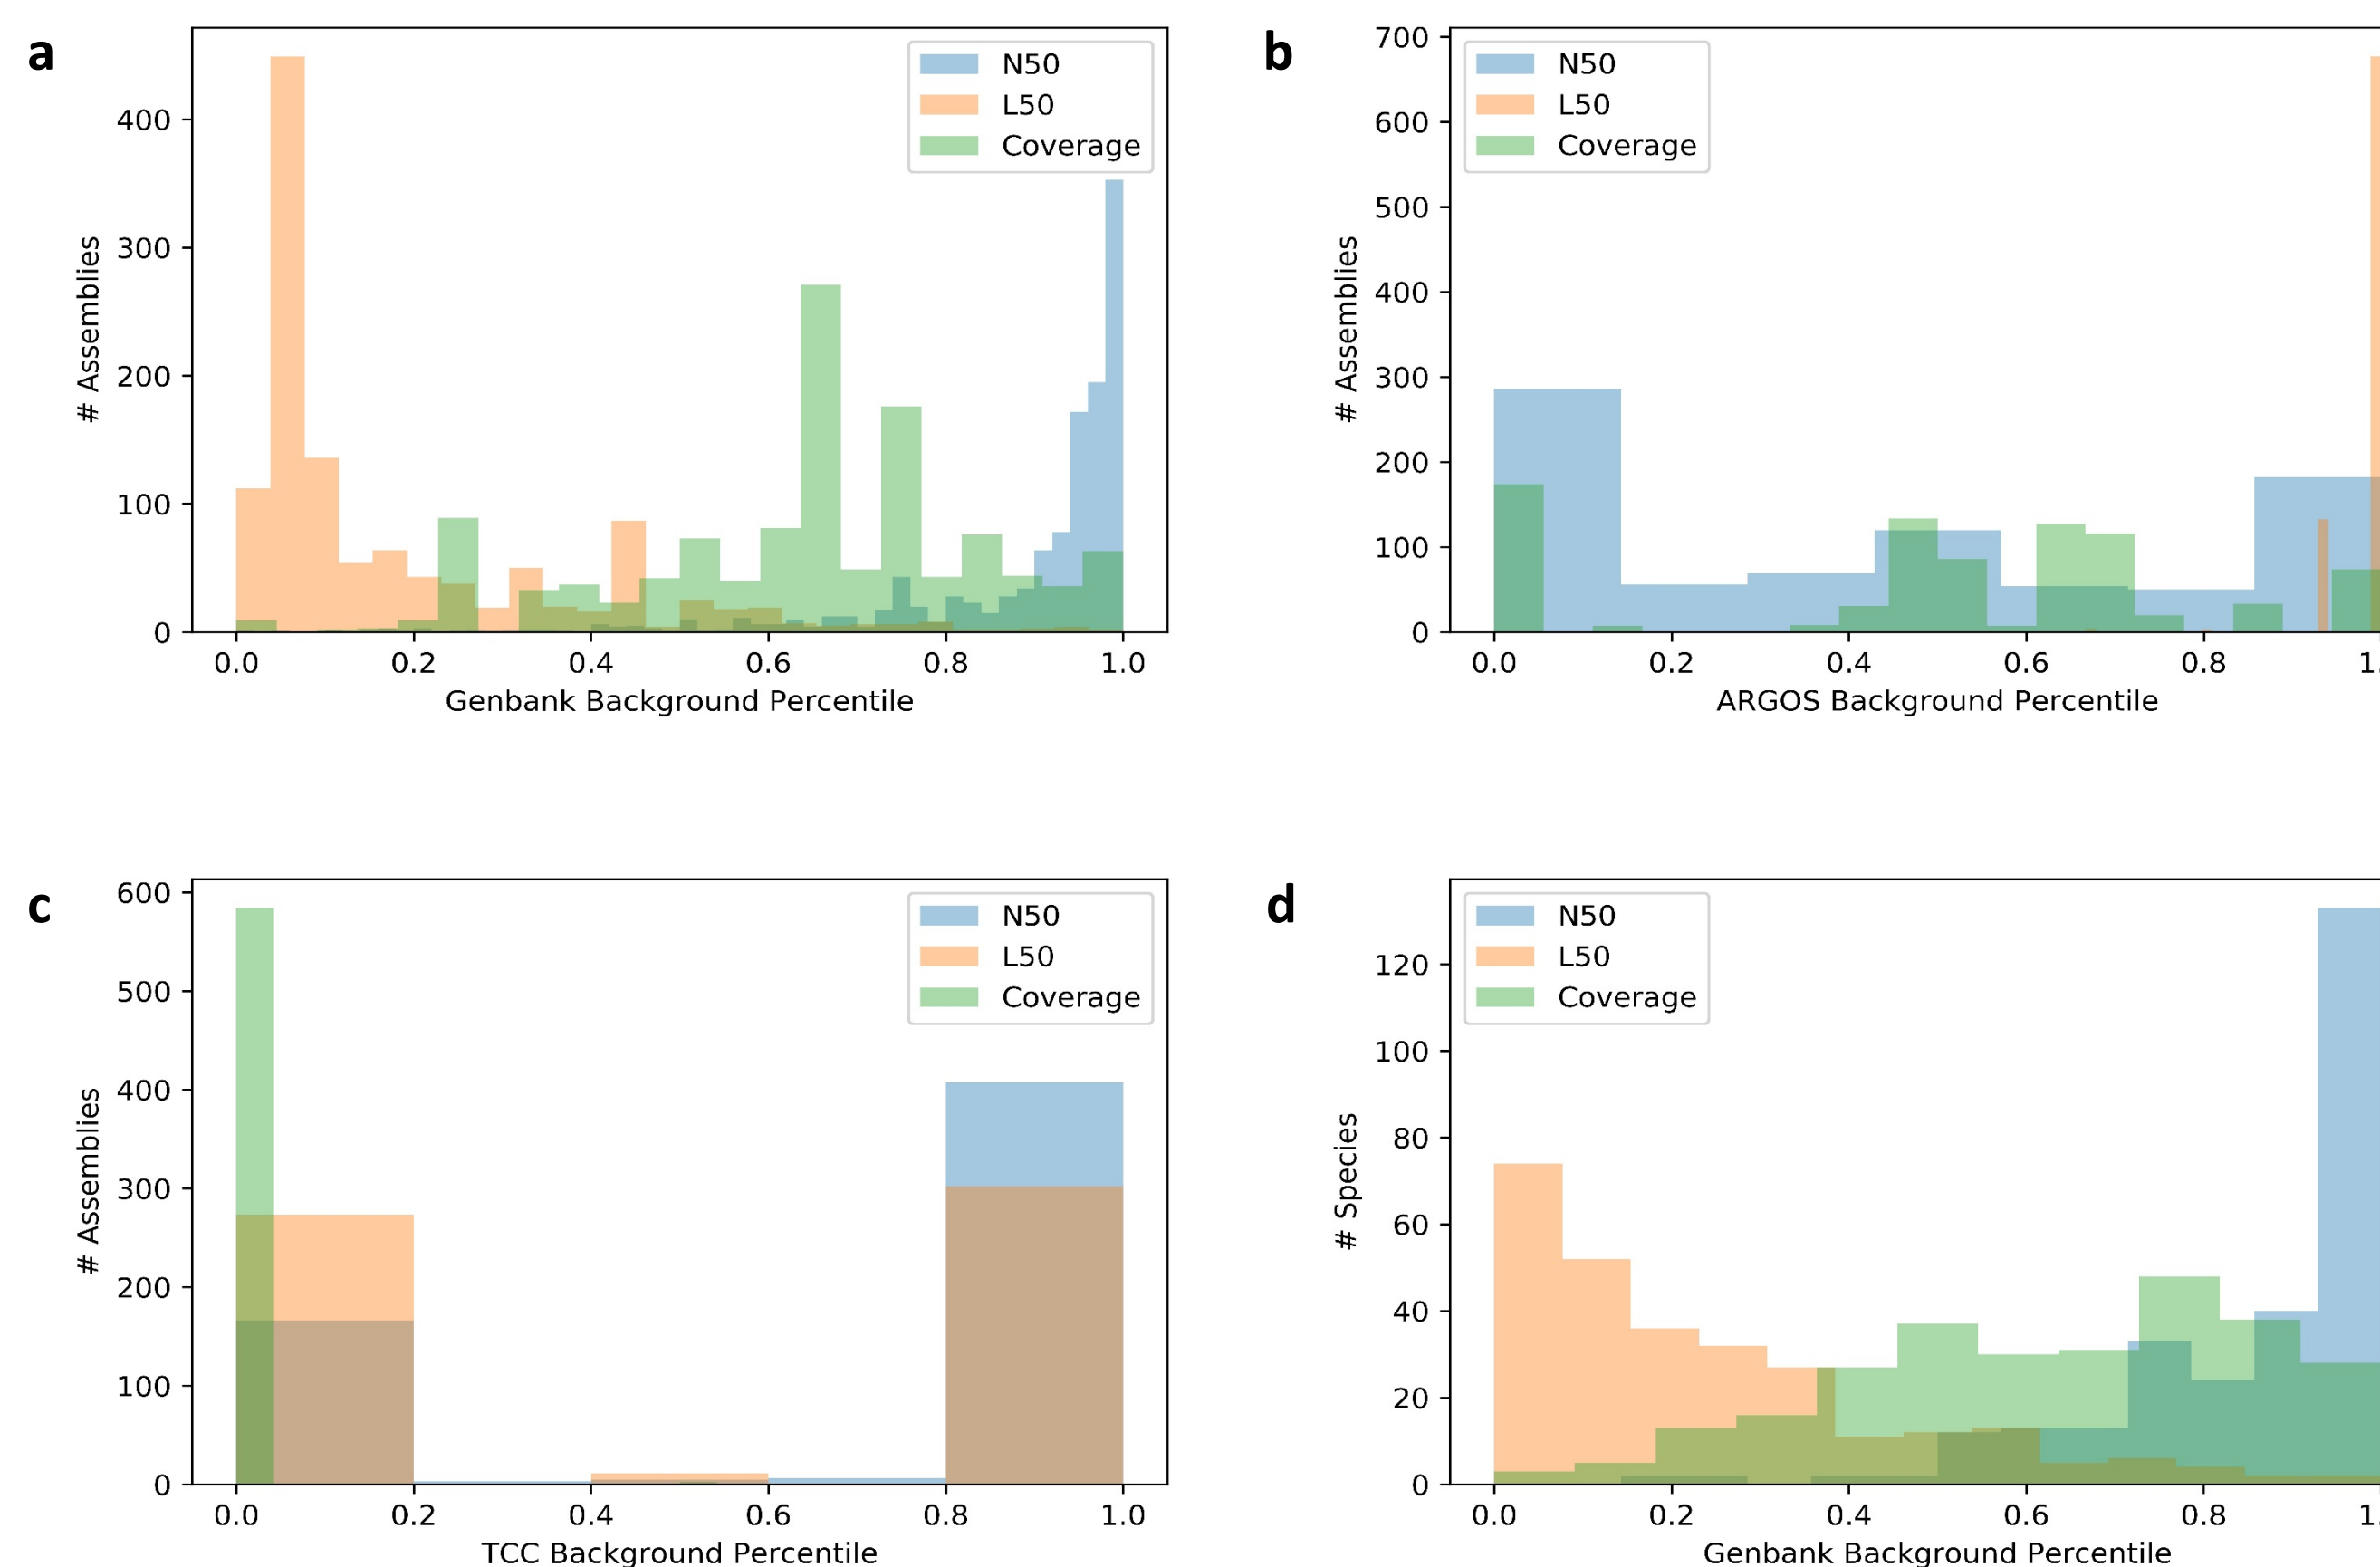 a
N50
L50
Coverage
400
300
200
100
0
# Assemblies
0.0 0.2 0.4 0.6 0.8 1.0
Genbank Background Percentile
b
N50
L50
Coverage
700
600
500
400
300
200
100
0
# Assemblies
0.0 0.2 0.4 0.6 0.8 1.
ARGOS Background Percentile
c
N50
L50
Coverage
600
500
400
300
200
100
0
# Assemblies
0.0 0.2 0.4 0.6 0.8 1.0
TCC Background Percentile
d
N50
L50
Coverage
120
100
80
60
40
20
0
# Species
0.0 0.2 0.4 0.6 0.8 1.
Genbank Background Percentile